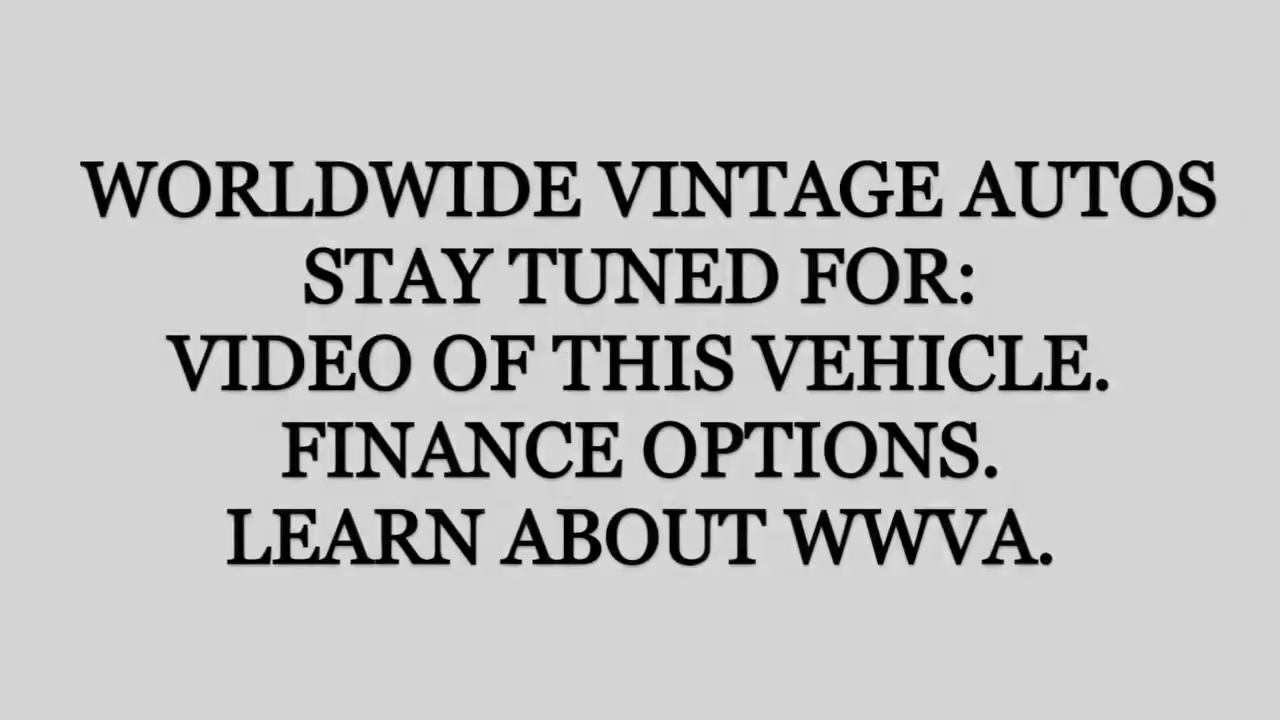 WORLDWIDE VINTAGE AUTOS
STAY TUNED FOR:
VIDEO OF THIS VEHICLE.
FINANCE OPTIONS.
LEARN ABOUT WWVA.